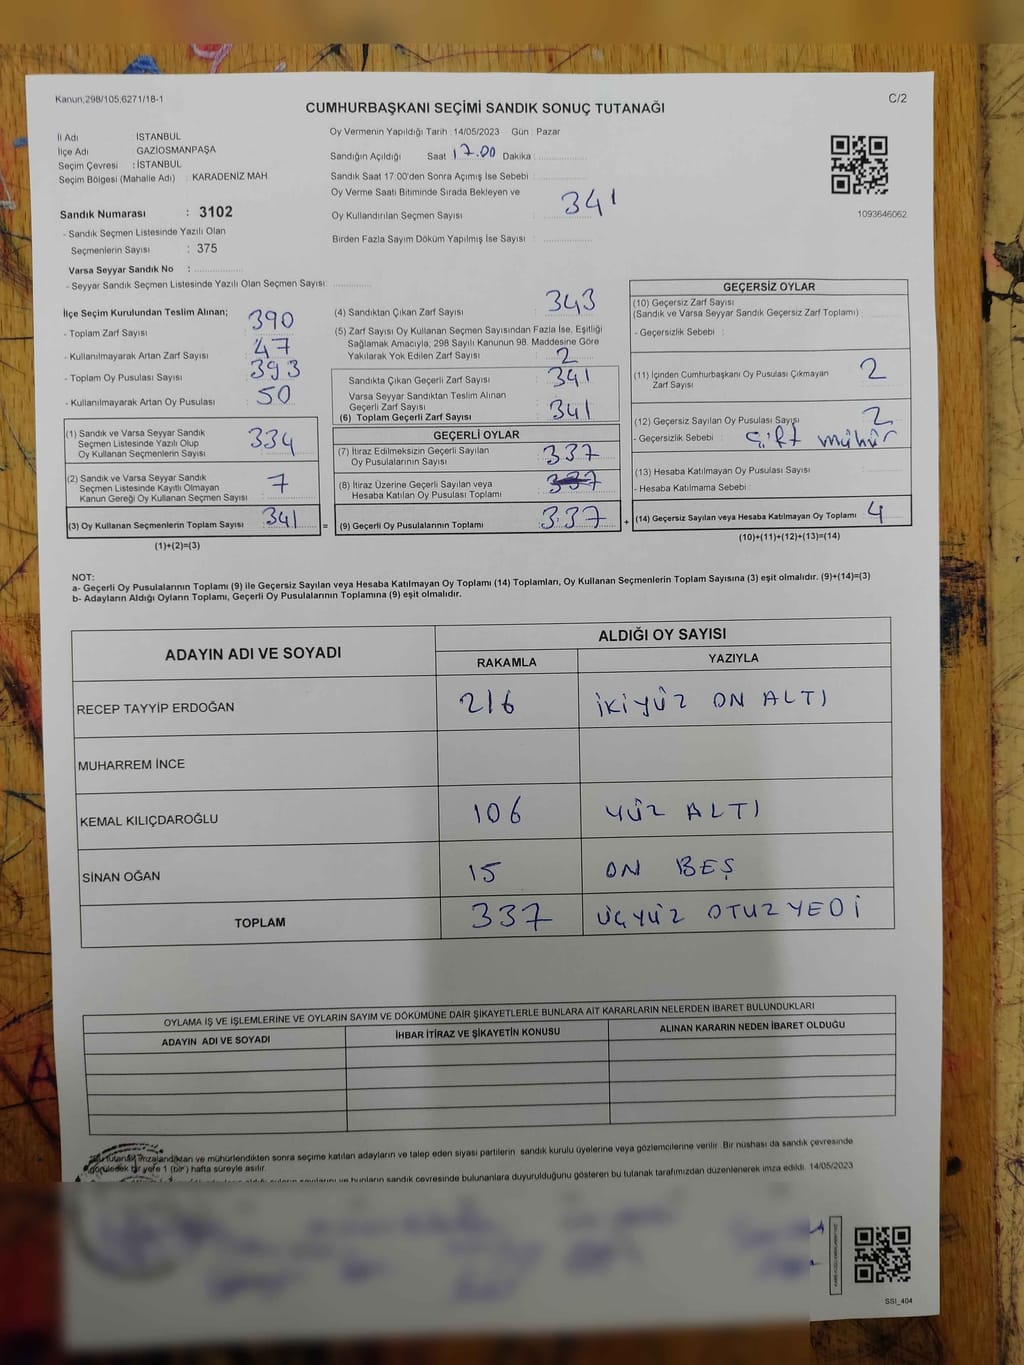 Kanun;298/105;6271/18-1
C/2
CUMHURBAŞKANI SEÇİMİ SANDIK SONUÇ TUTANAĞI
İl Adı : İSTANBUL
İlçe Adı : GAZİOSMANPAŞA
Seçim Çevresi : İSTANBUL
Seçim Bölgesi (Mahalle Adı) : KARADENİZ MAH.
Sandık Numarası : 3102
- Sandık Seçmen Listesinde Yazılı Olan
Seçmenlerin Sayısı : 375
Varsa Seyyar Sandık No :
- Seyyar Sandık Seçmen Listesinde Yazılı Olan Seçmen Sayısı:
Oy Vermenin Yapıldığı Tarih : 14/05/2023 Gün : Pazar
Sandığın Açıldığı Saat 17.00 Dakika :
Sandık Saat 17:00'den Sonra Açımış İse Sebebi :
Oy Verme Saati Bitiminde Sırada Bekleyen ve
Oy Kullandırılan Seçmen Sayısı : 341
Birden Fazla Sayım Döküm Yapılmış İse Sayısı :
1093646062
İlçe Seçim Kurulundan Teslim Alınan;
- Toplam Zarf Sayısı : 390
- Kullanılmayarak Artan Zarf Sayısı : 47
- Toplam Oy Pusulası Sayısı : 393
- Kullanılmayarak Artan Oy Pusulası : 50
(1) Sandık ve Varsa Seyyar Sandık
Seçmen Listesinde Yazılı Olup
Oy Kullanan Seçmenlerin Sayısı : 334
(2) Sandık ve Varsa Seyyar Sandık
Seçmen Listesinde Kayıtlı Olmayan
Kanun Gereği Oy Kullanan Seçmen Sayısı : 7
(3) Oy Kullanan Seçmenlerin Toplam Sayısı : 341
(1)+(2)=(3)
(4) Sandıktan Çıkan Zarf Sayısı : 343
(5) Zarf Sayısı Oy Kullanan Seçmen Sayısından Fazla İse, Eşitliği
Sağlamak Amacıyla, 298 Sayılı Kanunun 98. Maddesine Göre
Yakılarak Yok Edilen Zarf Sayısı : 2
Sandıkta Çıkan Geçerli Zarf Sayısı : 341
Varsa Seyyar Sandıktan Teslim Alınan
Geçerli Zarf Sayısı :
(6) Toplam Geçerli Zarf Sayısı : 341
GEÇERLİ OYLAR
(7) İtiraz Edilmeksizin Geçerli Sayılan
Oy Pusulalarının Sayısı : 337
(8) İtiraz Üzerine Geçerli Sayılan veya
Hesaba Katılan Oy Pusulası Toplamı : 337
= (9) Geçerli Oy Pusulalarının Toplamı : 337
GEÇERSİZ OYLAR
(10) Geçersiz Zarf Sayısı
(Sandık ve Varsa Seyyar Sandık Geçersiz Zarf Toplamı) :
- Geçersizlik Sebebi :
(11) İçinden Cumhurbaşkanı Oy Pusulası Çıkmayan
Zarf Sayısı : 2
(12) Geçersiz Sayılan Oy Pusulası Sayısı : 2
- Geçersizlik Sebebi : Çift mühür
(13) Hesaba Katılmayan Oy Pusulası Sayısı :
- Hesaba Katılmama Sebebi :
+ (14) Geçersiz Sayılan veya Hesaba Katılmayan Oy Toplamı : 4
(10)+(11)+(12)+(13)=(14)
NOT:
a- Geçerli Oy Pusulalarının Toplamı (9) ile Geçersiz Sayılan veya Hesaba Katılmayan Oy Toplamı (14) Toplamları, Oy Kullanan Seçmenlerin Toplam Sayısına (3) eşit olmalıdır. (9)+(14)=(3)
b- Adayların Aldığı Oyların Toplamı, Geçerli Oy Pusulalarının Toplamına (9) eşit olmalıdır.
ADAYIN ADI VE SOYADI ALDIĞI OY SAYISI
RAKAMLA YAZIYLA
RECEP TAYYİP ERDOĞAN 216 İKİYÜZ ON ALTI
MUHARREM İNCE
KEMAL KILIÇDAROĞLU 106 YÜZ ALTI
SİNAN OĞAN 15 ON BEŞ
TOPLAM 337 ÜÇYÜZ OTUZ YEDİ
OYLAMA İŞ VE İŞLEMLERİNE VE OYLARIN SAYIM VE DÖKÜMÜNE DAİR ŞİKAYETLERLE BUNLARA AİT KARARLARIN NELERDEN İBARET BULUNDUKLARI
ADAYIN ADI VE SOYADI İHBAR İTİRAZ VE ŞİKAYETİN KONUSU ALINAN KARARIN NEDEN İBARET OLDUĞU
Bu tutanak imzalandıktan ve mühürlendikten sonra seçime katılan adayların ve talep eden siyasi partilerin sandık kurulu üyelerine veya gözlemcilerine verilir. Bir nüshası da sandık çevresinde
görülecek bir yere 1 (bir) hafta süreyle asılır.
bunların sandık çevresinde bulunanlara duyurulduğunu gösteren bu tutanak tarafımızdan düzenlenerek imza edildi. 14/05/2023
SSI_404